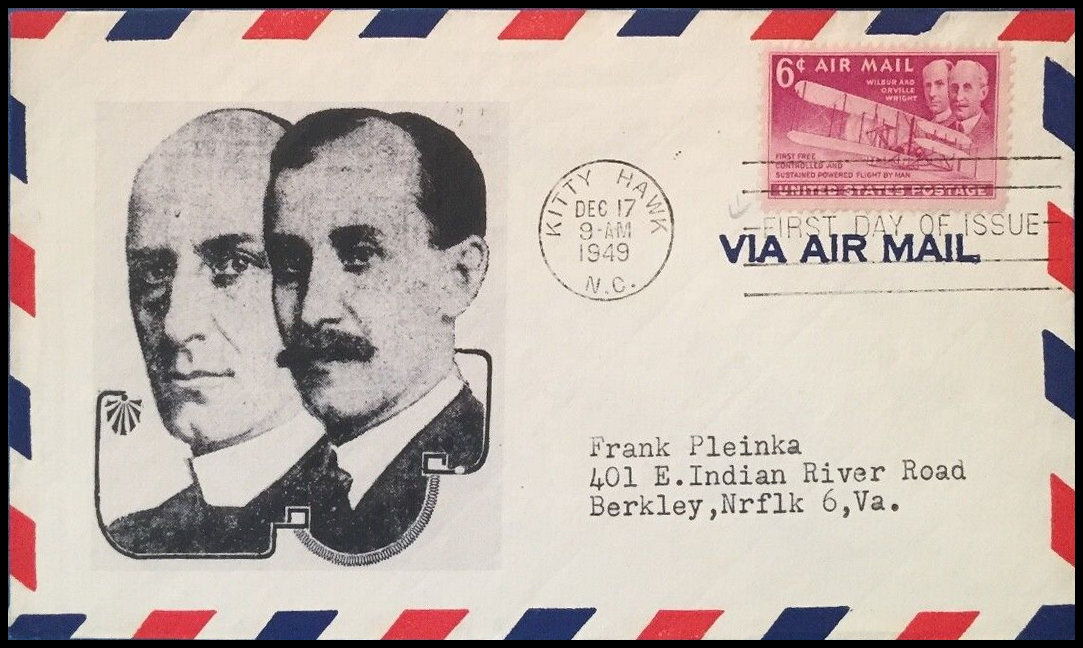 6¢ AIR MAIL
WILBUR AND
ORVILLE
WRIGHT
FIRST FREE
CONTROLLED AND
SUSTAINED POWERED FLIGHT BY MAN
UNITED STATES POSTAGE
KITTY HAWK
DEC 17
9-AM
1949
N.C.
FIRST DAY OF ISSUE
VIA AIR MAIL
Frank Pleinka
401 E.Indian River Road
Berkley,Nrflk 6,Va.